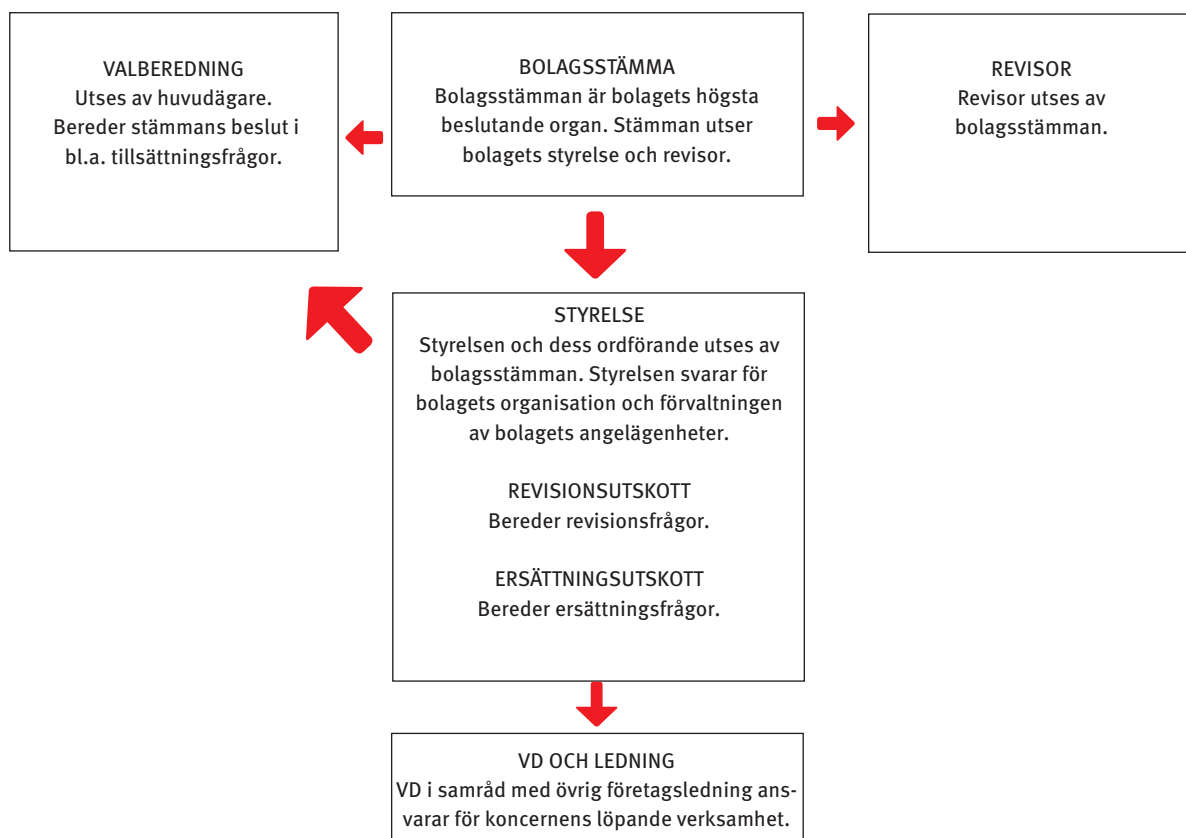 VALBEREDNING
Utses av huvudägare.
Bereder stämmans beslut i
bl.a. tillsättningsfrågor.
BOLAGSSTÄMMA
Bolagsstämman är bolagets högsta
beslutande organ. Stämman utser
bolagets styrelse och revisor.
REVISOR
Revisor utses av
bolagsstämman.
STYRELSE
Styrelsen och dess ordförande utses av
bolagsstämman. Styrelsen svarar för
bolagets organisation och förvaltningen
av bolagets angelägenheter.
REVISIONSUTSKOTT
Bereder revisionsfrågor.
ERSÄTTNINGSUTSKOTT
Bereder ersättningsfrågor.
VD OCH LEDNING
VD i samråd med övrig företagsledning ans-
varar för koncernens löpande verksamhet.